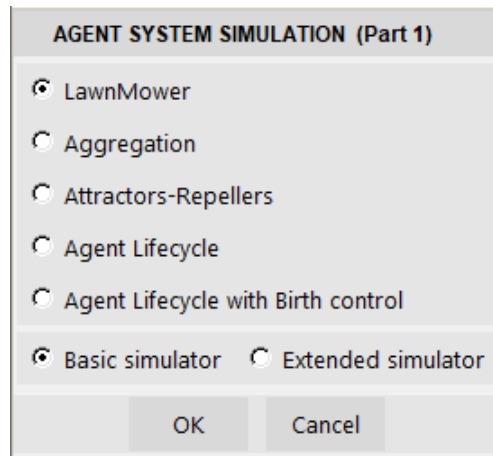 AGENT SYSTEM SIMULATION (Part 1)
LawnMower
Aggregation
Attractors-Repellers
Agent Lifecycle
Agent Lifecycle with Birth control
Basic simulator Extended simulator
OK Cancel